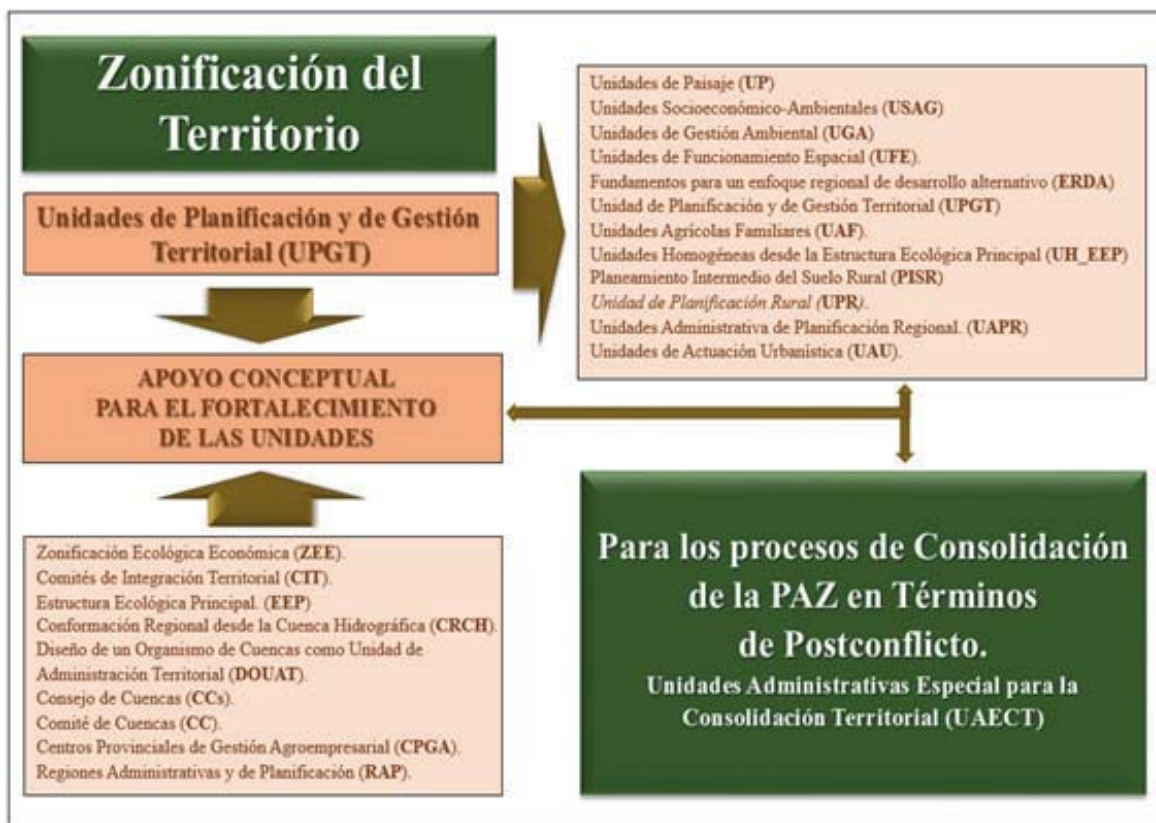 Zonificación del
Territorio
Unidades de Planificación y de Gestión
Territorial (UPGT)
APOYO CONCEPTUAL
PARA EL FORTALECIMIENTO
DE LAS UNIDADES
Zonificación Ecológica Económica (ZEE).
Comités de Integración Territorial (CIT).
Estructura Ecológica Principal. (EEP)
Conformación Regional desde la Cuenca Hidrográfica (CRCH).
Diseño de un Organismo de Cuencas como Unidad de
Administración Territorial (DOUAT).
Consejo de Cuencas (CCs).
Comité de Cuencas (CC).
Centros Provinciales de Gestión Agroempresarial (CPGA).
Regiones Administrativas y de Planificación (RAP).
Unidades de Paisaje (UP)
Unidades Socioeconómico-Ambientales (USAG)
Unidades de Gestión Ambiental (UGA)
Unidades de Funcionamiento Espacial (UFE).
Fundamentos para un enfoque regional de desarrollo alternativo (ERDA)
Unidad de Planificación y de Gestión Territorial (UPGT)
Unidades Agrícolas Familiares (UAF).
Unidades Homogéneas desde la Estructura Ecológica Principal (UH_EEP)
Planeamiento Intermedio del Suelo Rural (PISR)
Unidad de Planificación Rural (UPR).
Unidades Administrativa de Planificación Regional. (UAPR)
Unidades de Actuación Urbanística (UAU).
Para los procesos de Consolidación
de la PAZ en Términos
de Postconflicto.
Unidades Administrativas Especial para la
Consolidación Territorial (UAECT)